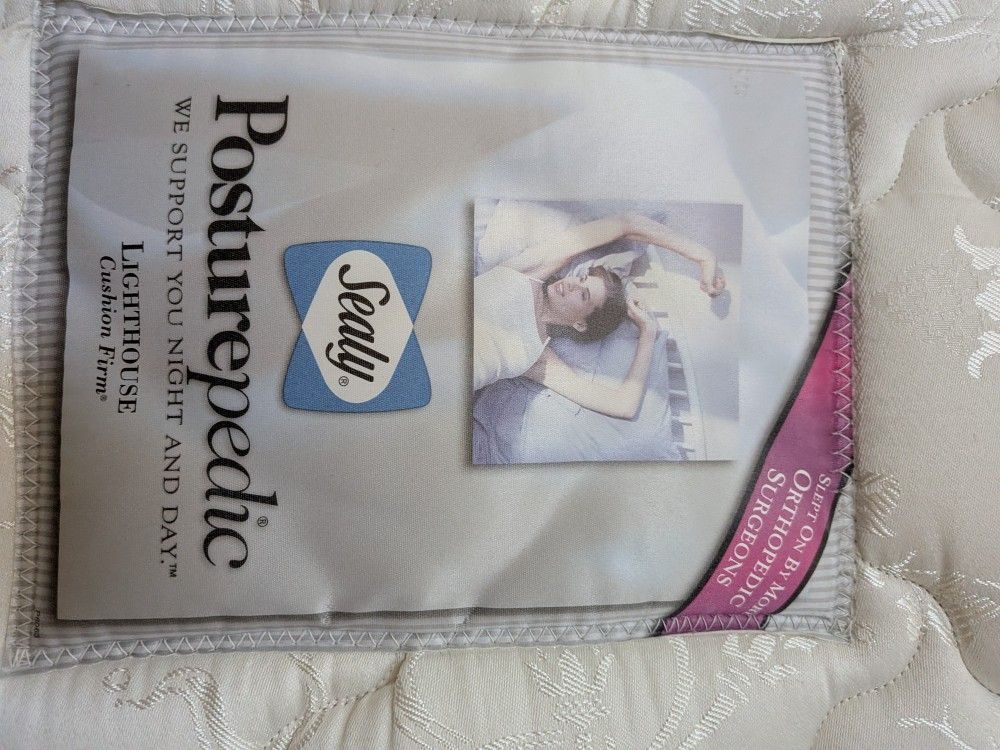 SLEPT ON BY MORE
ORTHOPEDIC
SURGEONS
Sealy®
Posturepedic®
WE SUPPORT YOU NIGHT AND DAY.™
LIGHTHOUSE
Cushion Firm®